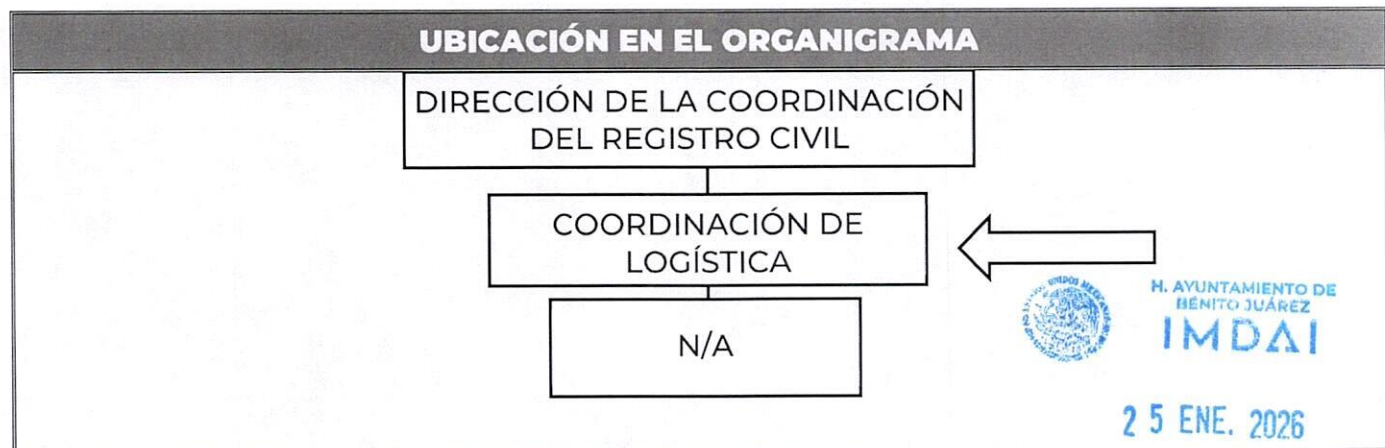 UBICACIÓN EN EL ORGANIGRAMA
DIRECCIÓN DE LA COORDINACIÓN
DEL REGISTRO CIVIL
COORDINACIÓN DE
LOGÍSTICA
N/A
H. AYUNTAMIENTO DE
BENITO JUÁREZ
IMDAI
25 ENE. 2026